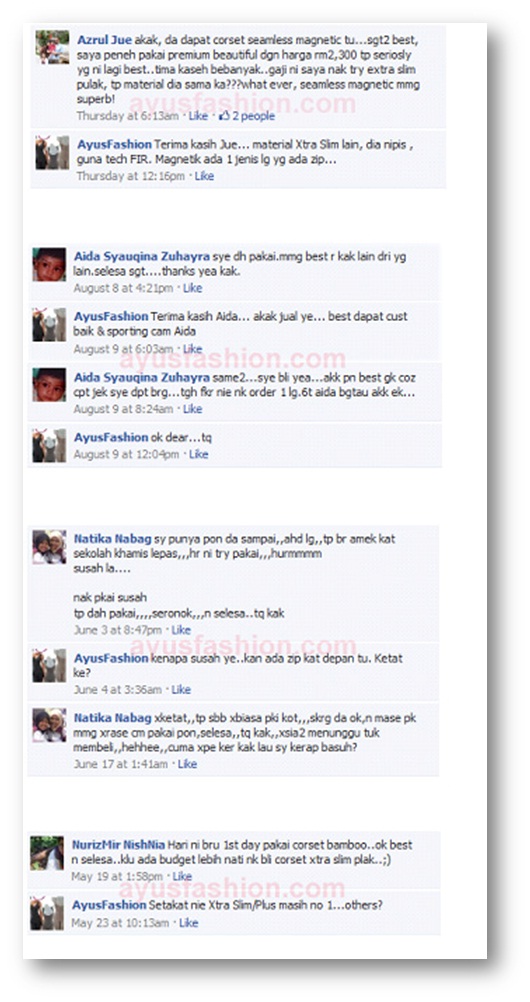 Azrul Jue akak, da dapat corset seamless magnetic tu...sgt2 best,
saya peneh pakai premium beautiful dgn harga rm2,300 tp seriosly
yg ni lagi best..tima kaseh bebanyak..gaji ni saya nak try extra slim
pulak, tp material dia sama ka???what ever, seamless magnetic mmg
superb!
ayusfashion.com
Thursday at 6:13am · Like · 2 people
AyusFashion Terima kasih Jue... material Xtra Slim lain, dia nipis ,
guna tech FIR. Magnetik ada 1 jenis lg yg ada zip...
Thursday at 12:16pm · Like
Aida Syauqina Zuhayra sye dh pakai.mmg best r kak lain dri yg
lain.selesa sgt....thanks yea kak.
August 8 at 4:21pm · Like
AyusFashion Terima kasih Aida... akak jual ye... best dapat cust
baik & sporting cam Aida
August 9 at 6:03am · Like
ayusfashion.com
Aida Syauqina Zuhayra same2...sye bli yea...akk pn best gk coz
cpt jek sye dpt brg...tgh fkr nie nk order 1 lg.6t aida bgtau akk ek...
August 9 at 8:24am · Like
AyusFashion ok dear...tq
August 9 at 12:04pm · Like
Natika Nabag sy punya pon da sampai,,ahd lg,,tp br amek kat
sekolah khamis lepas,,,hr ni try pakai,,,hurmmmm
susah la....
nak pkai susah
tp dah pakai,,,,seronok,,,n selesa..tq kak
June 3 at 8:47pm · Like
ayusfashion.com
AyusFashion kenapa susah ye..kan ada zip kat depan tu. Ketat
ke?
June 4 at 3:36am · Like
Natika Nabag xketat,,tp sbb xbiasa pki kot,,,skrg da ok,n mase pk
mmg xrase cm pakai pon,selesa,,tq kak,,xsia2 menunggu tuk
membeli,,hehhee,,cuma xpe ker kak lau sy kerap basuh?
June 17 at 1:41am · Like
NurizMir NishNia Hari ni bru 1st day pakai corset bamboo..ok best
n selesa..klu ada budget lebih nati nk bli corset xtra slim plak..;)
May 19 at 1:58pm · Like
ayusfashion.com
AyusFashion Setakat nie Xtra Slim/Plus masih no 1...others?
May 23 at 10:13am · Like